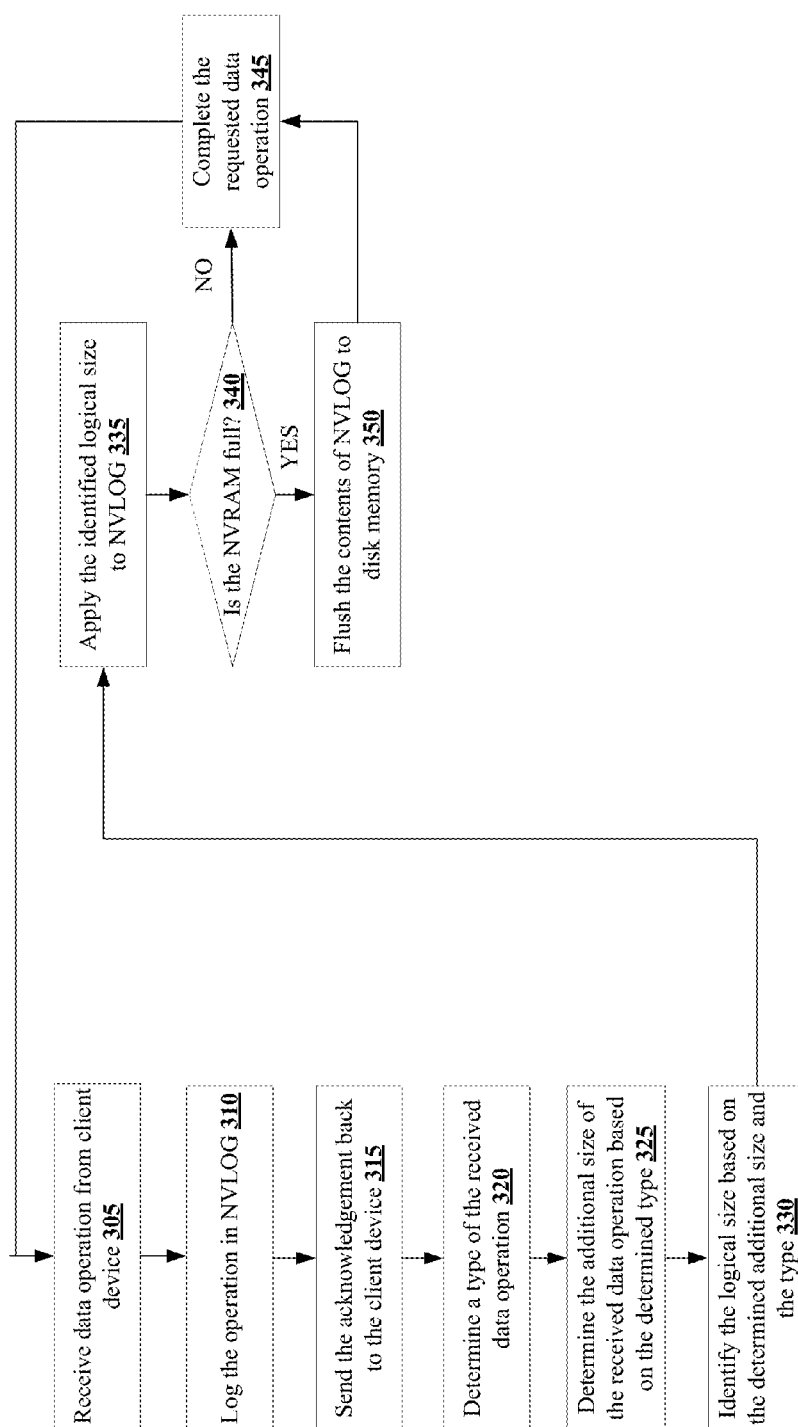 Receive data operation from client
device 305
Log the operation in NVLOG 310
Send the acknowledgement back
to the client device 315
Determine a type of the received
data operation 320
Determine the additional size of
the received data operation based
on the determined type 325
Identify the logical size based on
the determined additional size and
the type 330
Apply the identified logical size
to NVLOG 335
Is the NVRAM full? 340
NO
YES
Complete the
requested data
operation 345
Flush the contents of NVLOG to
disk memory 350